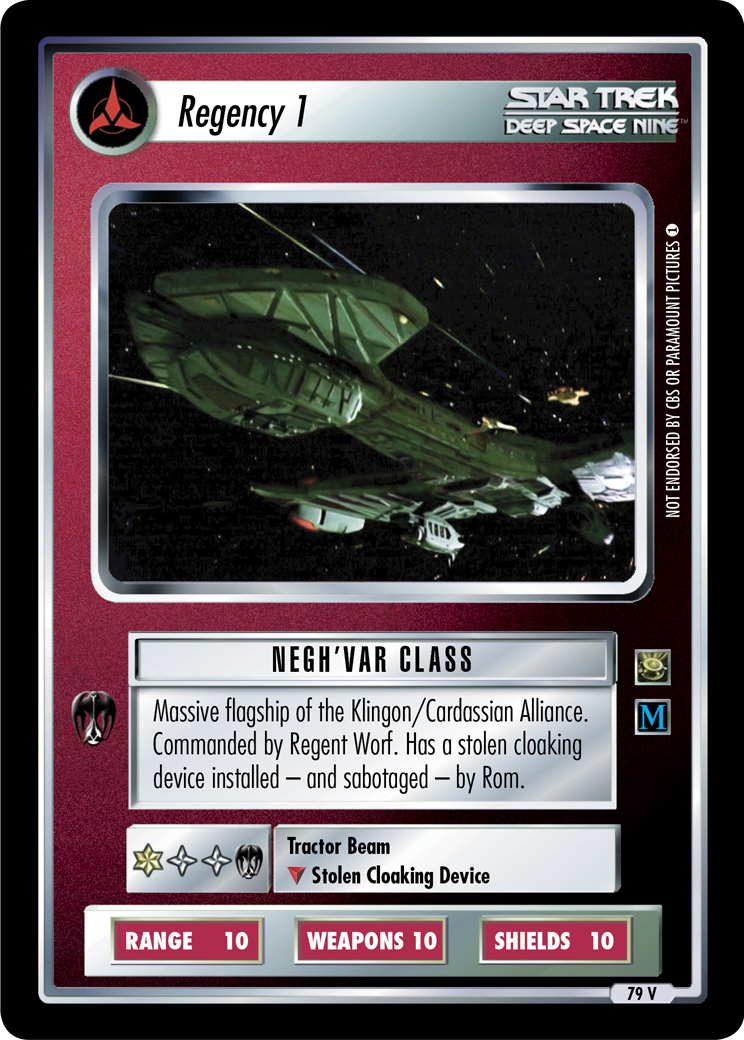 Regency 1
STAR TREK
DEEP SPACE NINE™
NOT ENDORSED BY CBS OR PARAMOUNT PICTURES 1
NEGH'VAR CLASS
Massive flagship of the Klingon/Cardassian Alliance.
Commanded by Regent Worf. Has a stolen cloaking
device installed – and sabotaged – by Rom.
M
Tractor Beam
Stolen Cloaking Device
RANGE 10
WEAPONS 10
SHIELDS 10
79 V